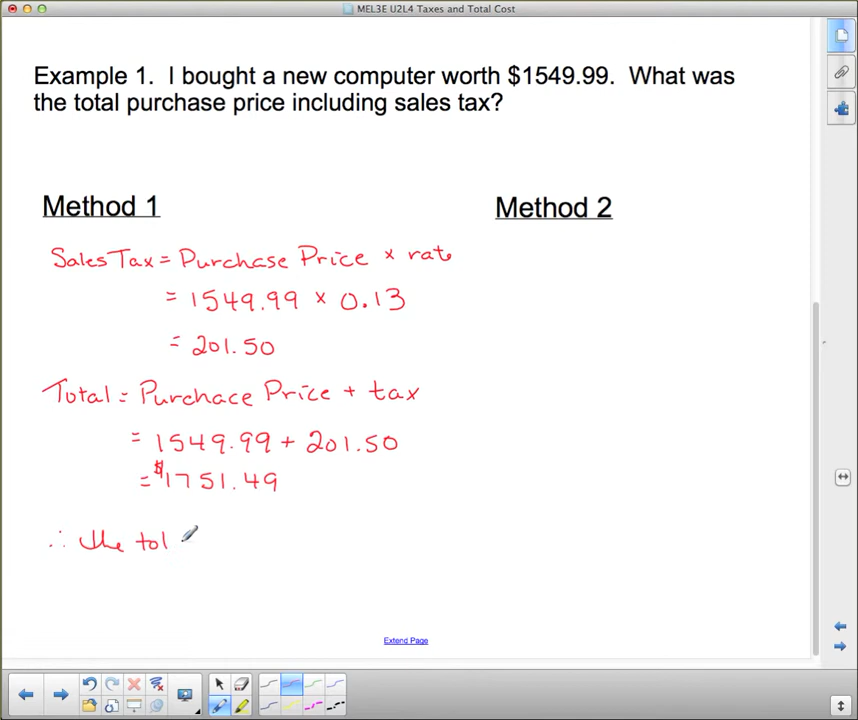 MEL3E U2L4 Taxes and Total Cost
Example 1. I bought a new computer worth $1549.99. What was
the total purchase price including sales tax?
Method 1
Method 2
Sales Tax = Purchase Price × rate
= 1549.99 × 0.13
= 201.50
Total = Purchace Price + tax
= 1549.99 + 201.50
= $1751.49
∴ the tol
Extend Page